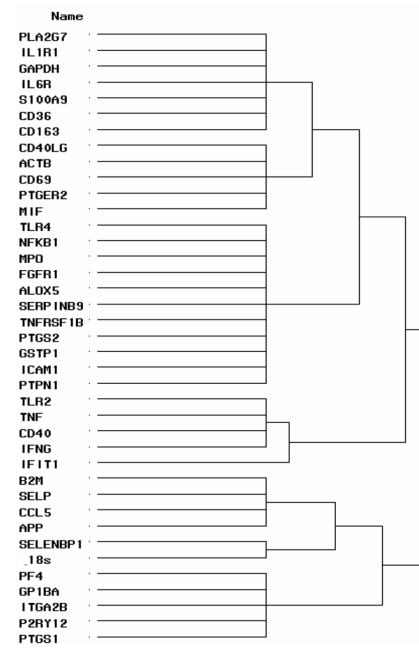 Name
PLA2G7
IL1R1
GAPDH
IL6R
S100A9
CD36
CD163
CD40LG
ACTB
CD69
PTGER2
MIF
TLR4
NFKB1
MPO
FGFR1
ALOX5
SERPINB9
TNFRSF1B
PTGS2
GSTP1
ICAM1
PTPN1
TLR2
TNF
CD40
IFNG
IFIT1
B2M
SELP
CCL5
APP
SELENBP1
_18s
PF4
GP1BA
ITGA2B
P2RY12
PTGS1